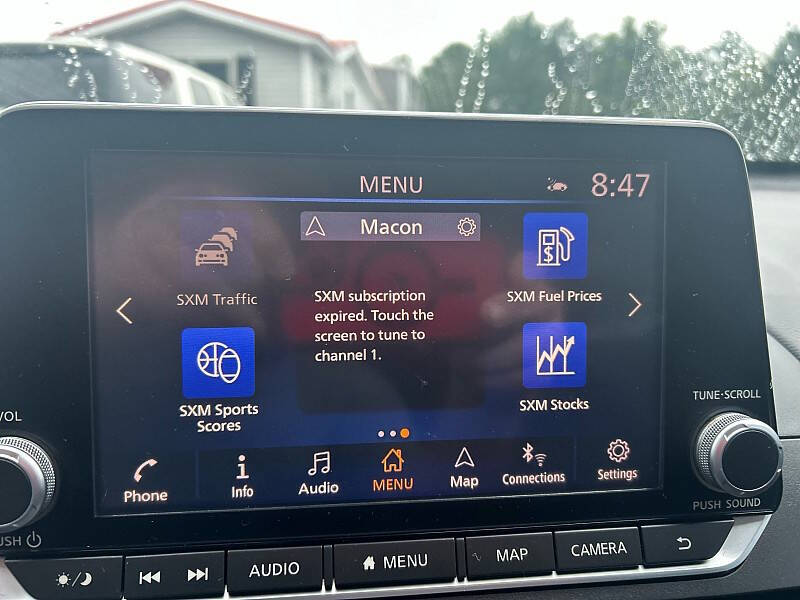 MENU
8:47
Macon
SXM Traffic
SXM Fuel Prices
SXM subscription
expired. Touch the
screen to tune to
channel 1.
SXM Sports
Scores
SXM Stocks
Phone
Info
Audio
MENU
Map
Connections
Settings
VOL
TUNE·SCROLL
PUSH
PUSH SOUND
AUDIO
MENU
MAP
CAMERA